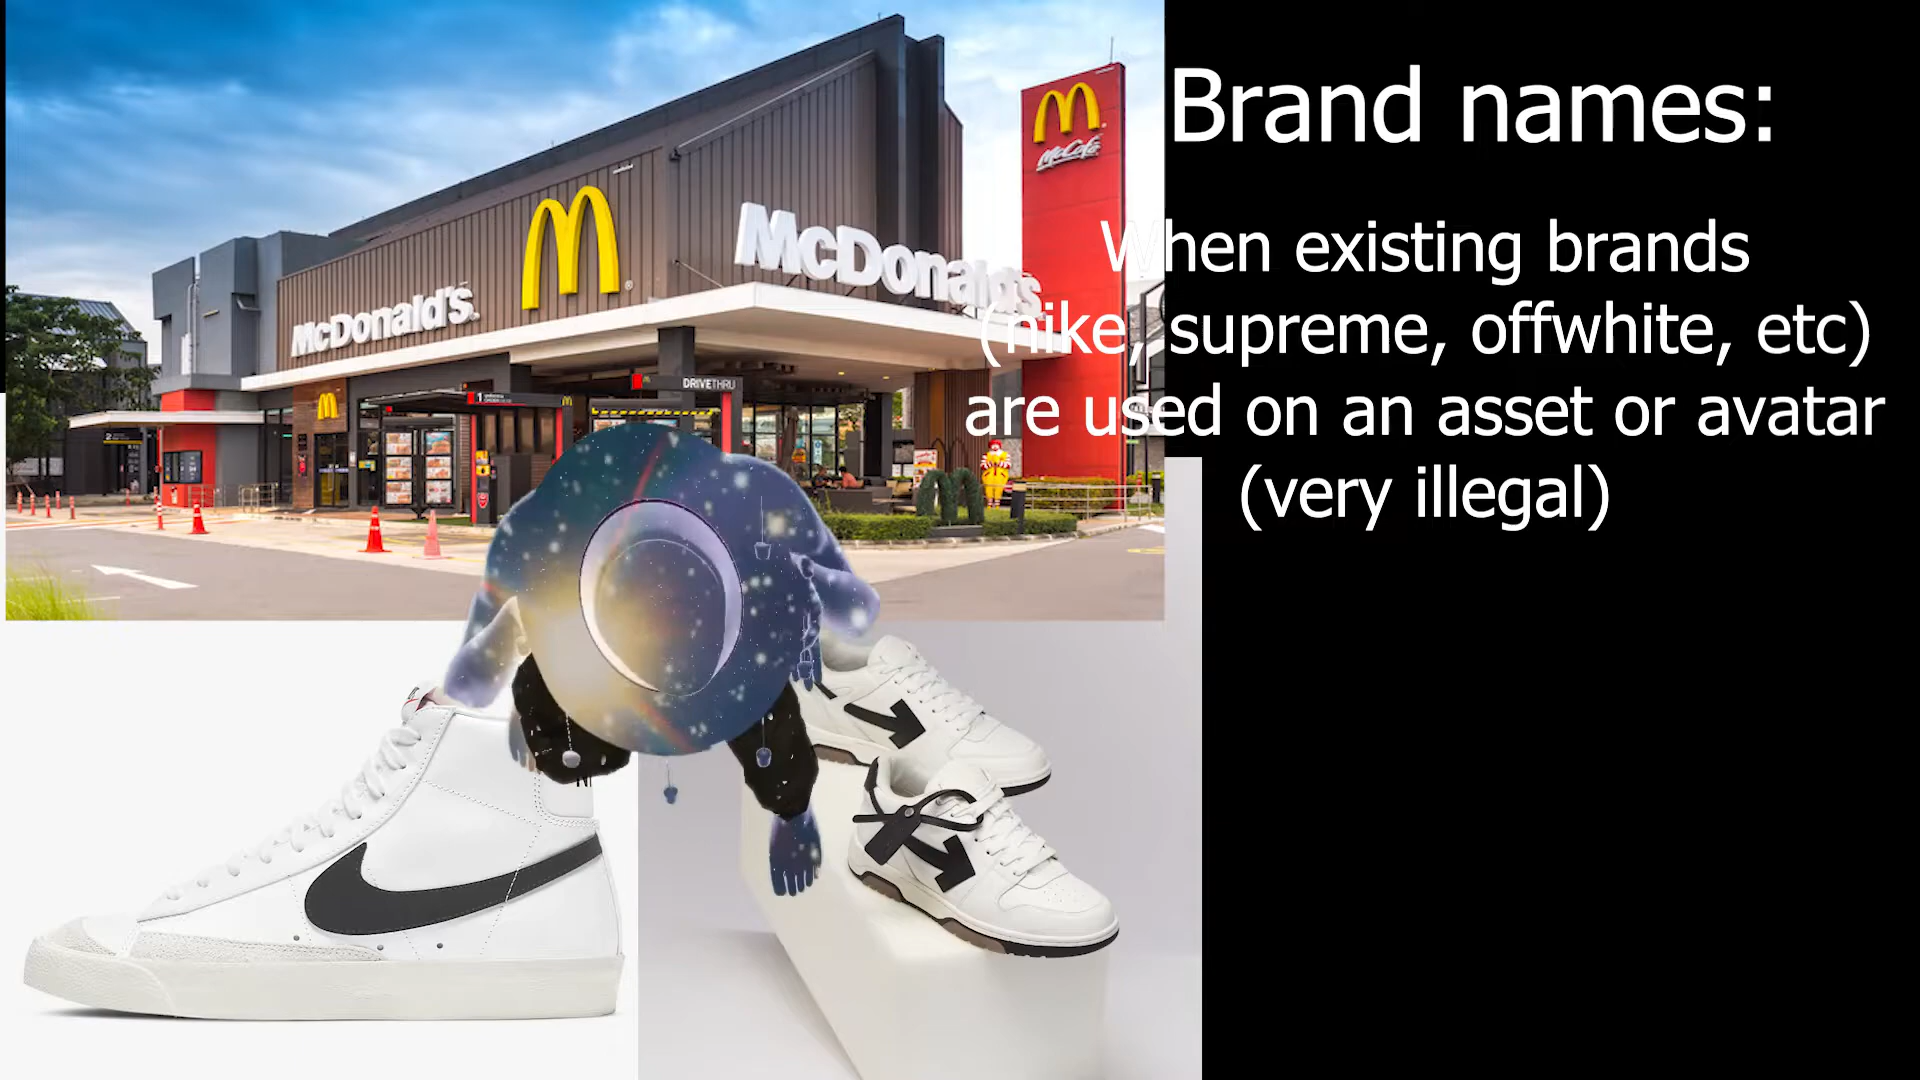 McDonald's
McDonald's
McCafé
DRIVE THRU
Brand names:
When existing brands
(nike, supreme, offwhite, etc)
are used on an asset or avatar
(very illegal)